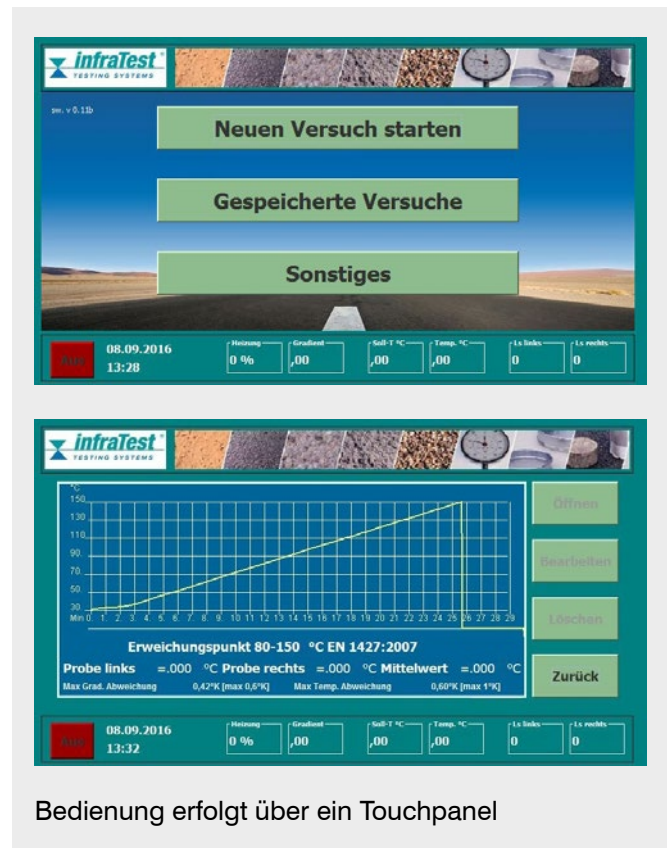 infraTest
TESTING SYSTEMS
sw. v 0.11b
Neuen Versuch starten
Gespeicherte Versuche
Sonstiges
Aus
08.09.2016
13:28
Heizung Gradient Soll-T °C Temp. °C Ls links Ls rechts
0 % ,00 ,00 ,00 0 0
infraTest
TESTING SYSTEMS
°C
150
130
110
90
70
50
30
Min 0 1 2 3 4 5 6 7 8 9 10 11 12 13 14 15 16 17 18 19 20 21 22 23 24 25 26 27 28 29
Erweichungspunkt 80-150 °C EN 1427:2007
Probe links =.000 °C Probe rechts =.000 °C Mittelwert =.000 °C
Max Grad. Abweichung 0,42°K [max 0,6°K] Max Temp. Abweichung 0,60°K [max 1°K]
Öffnen
Bearbeiten
Löschen
Zurück
Aus
08.09.2016
13:32
Heizung Gradient Soll-T °C Temp. °C Ls links Ls rechts
0 % ,00 ,00 ,00 0 0
Bedienung erfolgt über ein Touchpanel